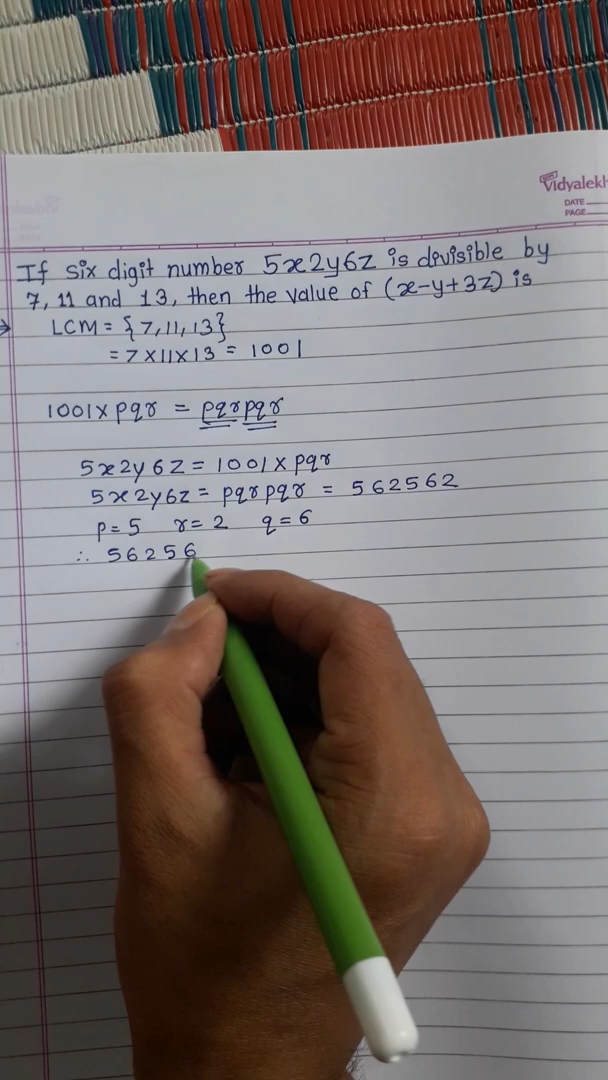 Vidyalekh
DATE
PAGE
If six digit number 5x2y6z is divisible by
7, 11 and 13, then the value of (x-y+3z) is
LCM = {7,11,13}
= 7×11×13 = 1001
1001×pqr = pqrpqr
5x2y6z = 1001×pqr
5x2y6z = pqrpqr = 562562
p=5 r=2 q=6
∴ 56256